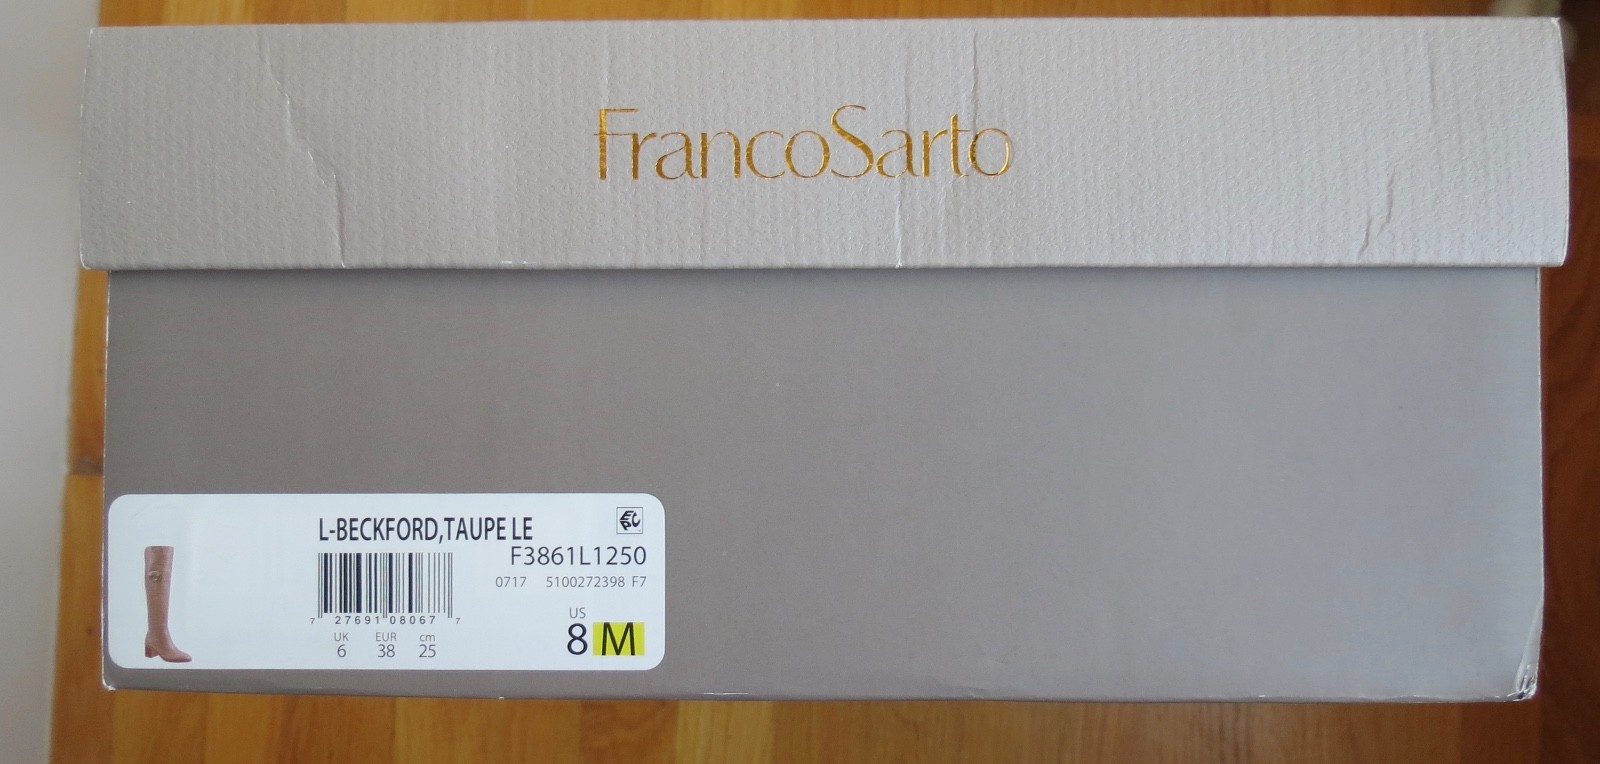 FrancoSarto
L-BECKFORD,TAUPE LE
EPC
F3861L1250
0717 5100272398 F7
7 27691 08067 7
US
8 M
UK EUR cm
6 38 25